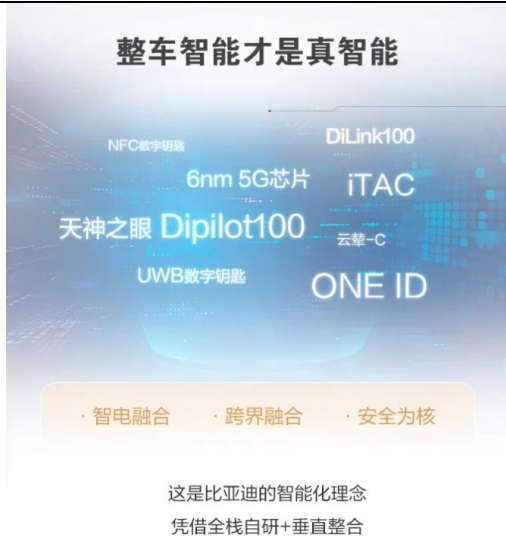 整车智能才是真智能
NFC数字钥匙
DiLink100
6nm 5G芯片
iTAC
天神之眼 Dipilot100
云辇-C
UWB数字钥匙
ONE ID
· 智电融合 · 跨界融合 · 安全为核
这是比亚迪的智能化理念
凭借全栈自研+垂直整合